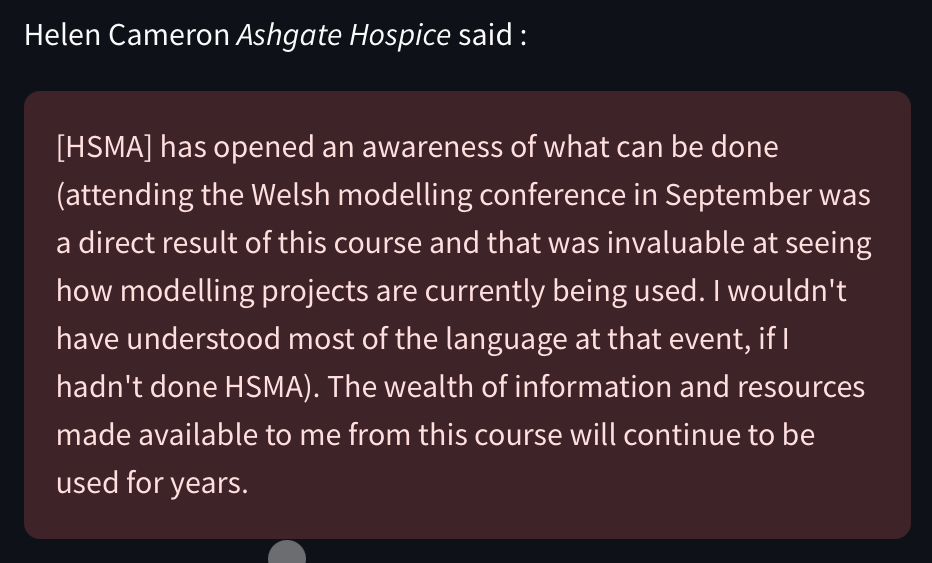 Helen Cameron Ashgate Hospice said :
[HSMA] has opened an awareness of what can be done
(attending the Welsh modelling conference in September was
a direct result of this course and that was invaluable at seeing
how modelling projects are currently being used. I wouldn't
have understood most of the language at that event, if I
hadn't done HSMA). The wealth of information and resources
made available to me from this course will continue to be
used for years.